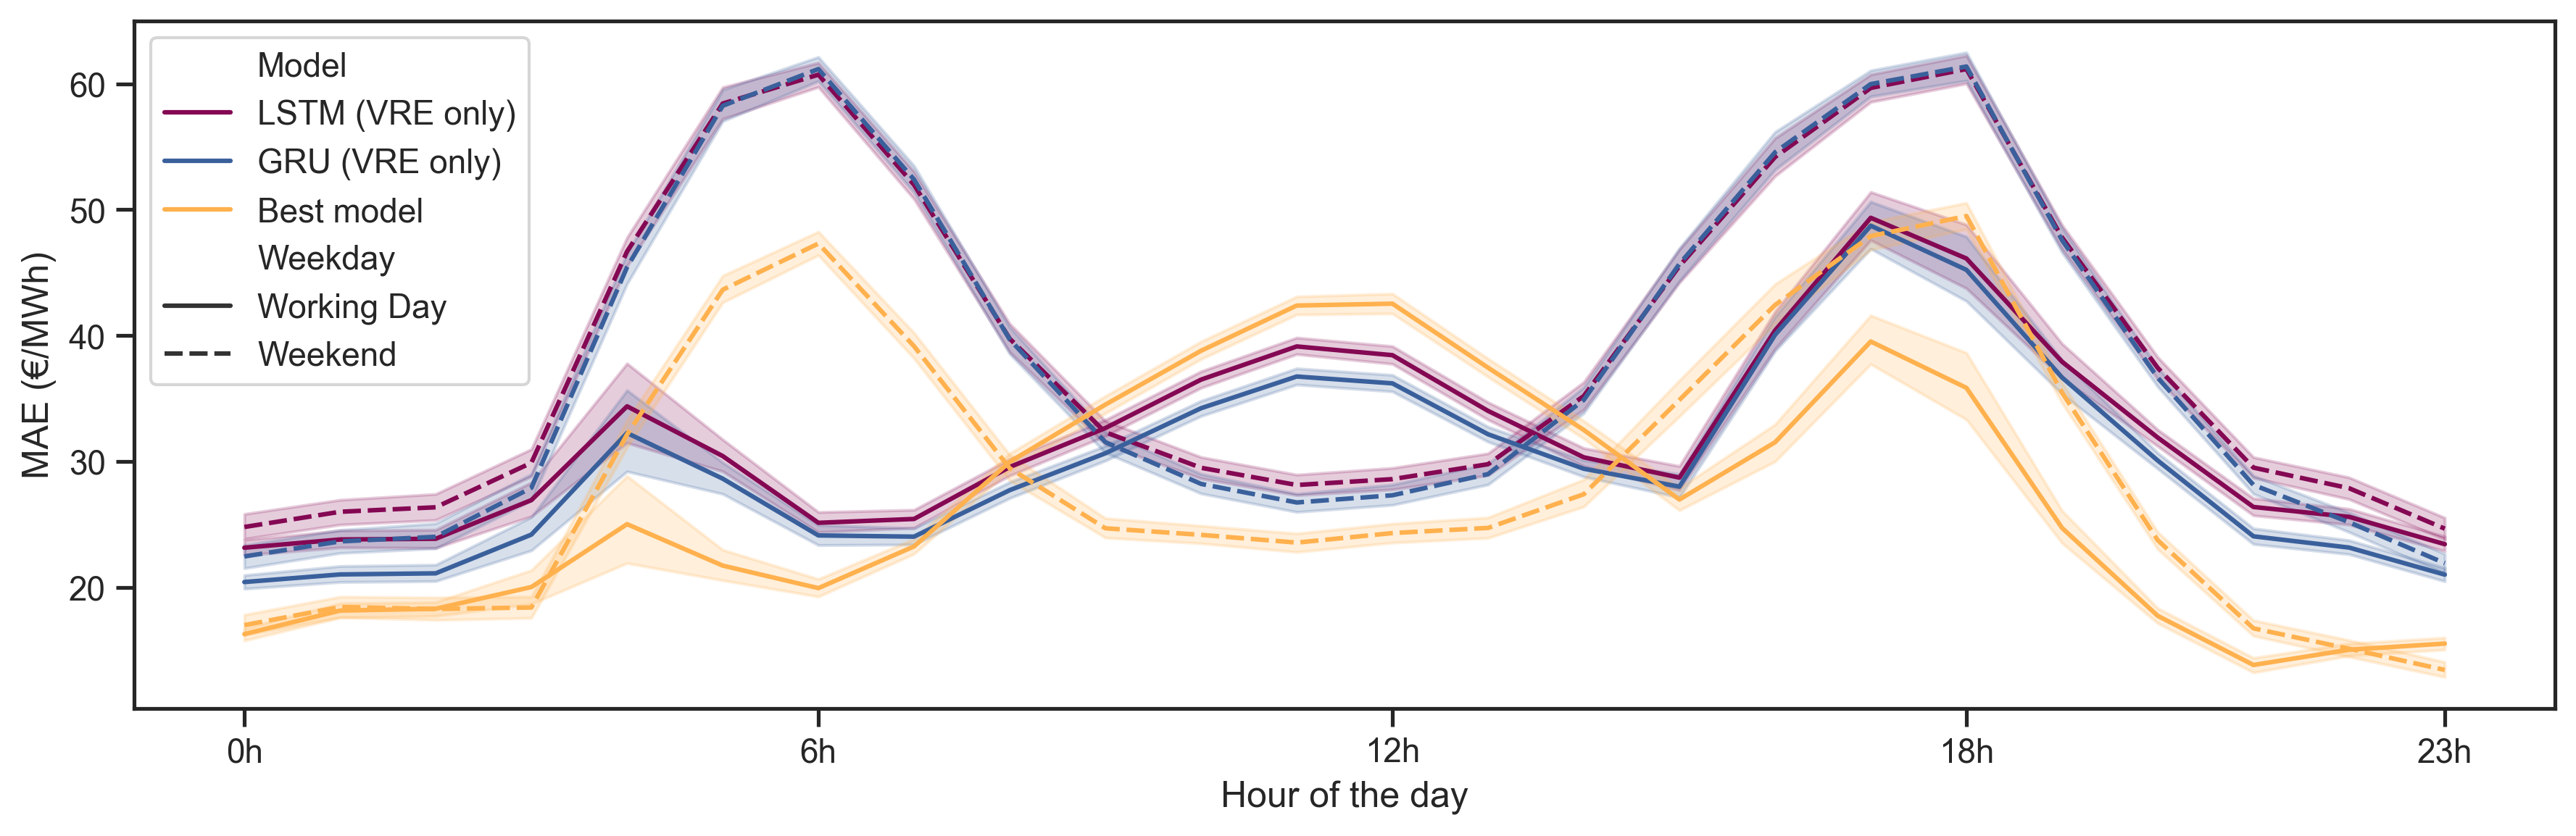 Model
LSTM (VRE only)
GRU (VRE only)
Best model
Weekday
Working Day
Weekend
MAE (€/MWh)
60
50
40
30
20
0h
6h
12h
18h
23h
Hour of the day